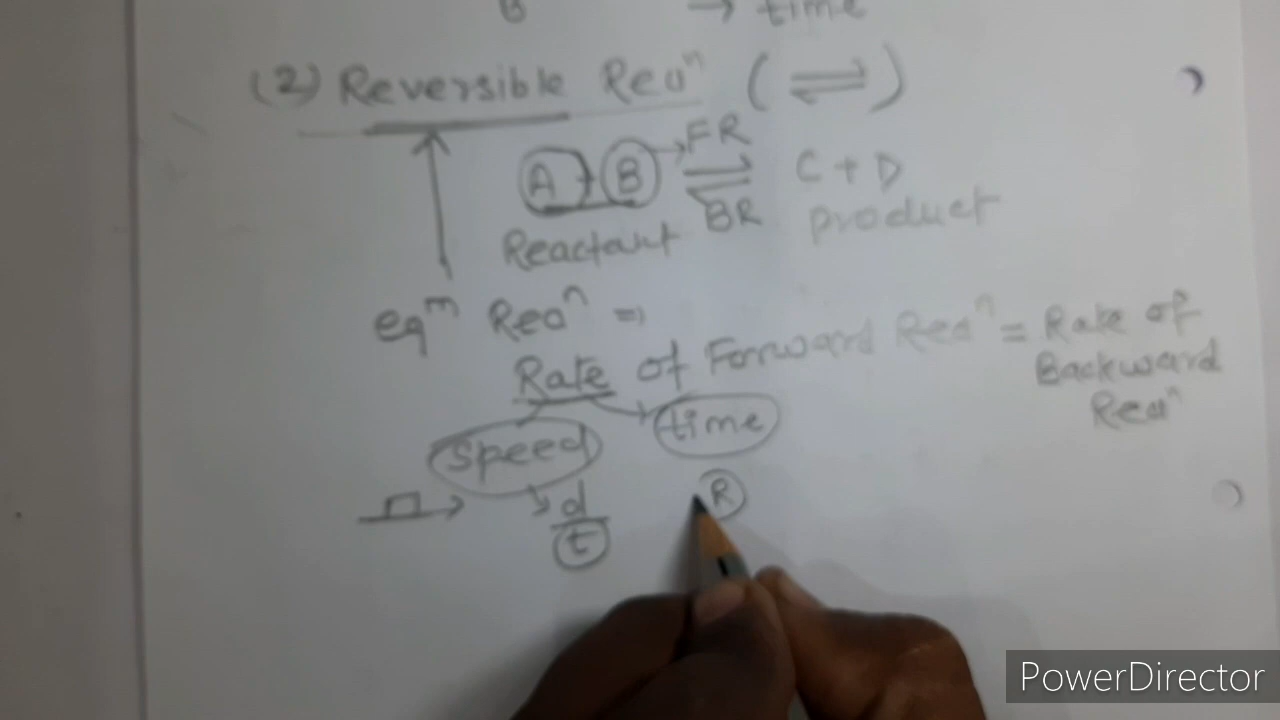 B → time
(2) Reversible Reaⁿ (⇌)
A + B → FR ⇌ C + D
BR
Reactant product
eqᵐ Reaⁿ ⇒
Rate of Forward Reaⁿ = Rate of
Backward
Reaⁿ
speed time
d R
t
PowerDirector